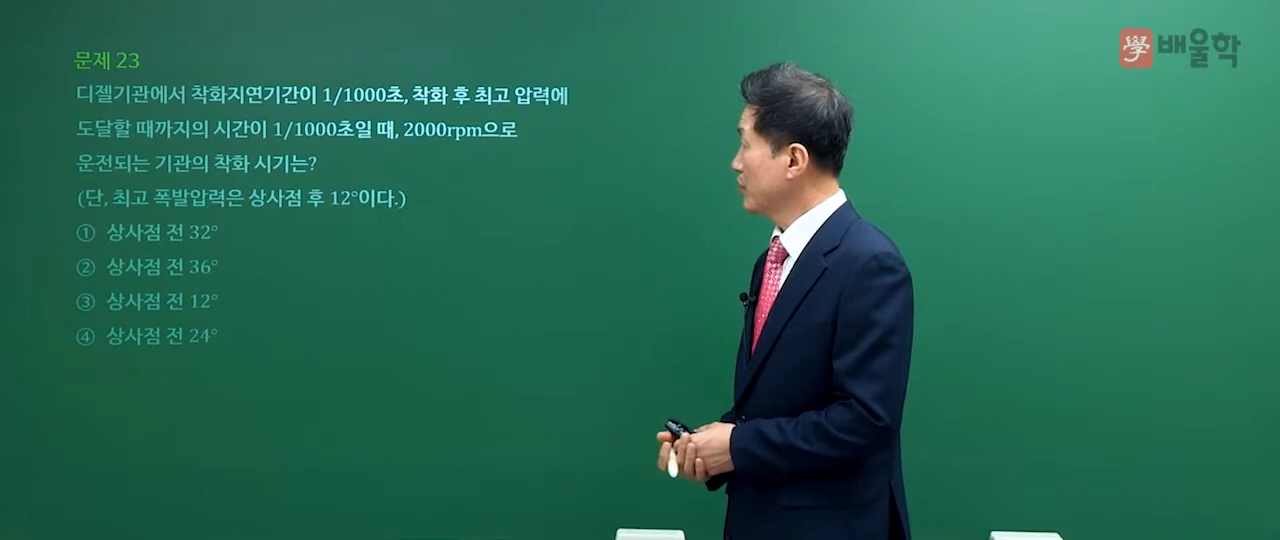 문제 23
디젤기관에서 착화지연기간이 1/1000초, 착화 후 최고 압력에
도달할 때까지의 시간이 1/1000초일 때, 2000rpm으로
운전되는 기관의 착화 시기는?
(단, 최고 폭발압력은 상사점 후 12°이다.)
① 상사점 전 32°
② 상사점 전 36°
③ 상사점 전 12°
④ 상사점 전 24°
學 배울학